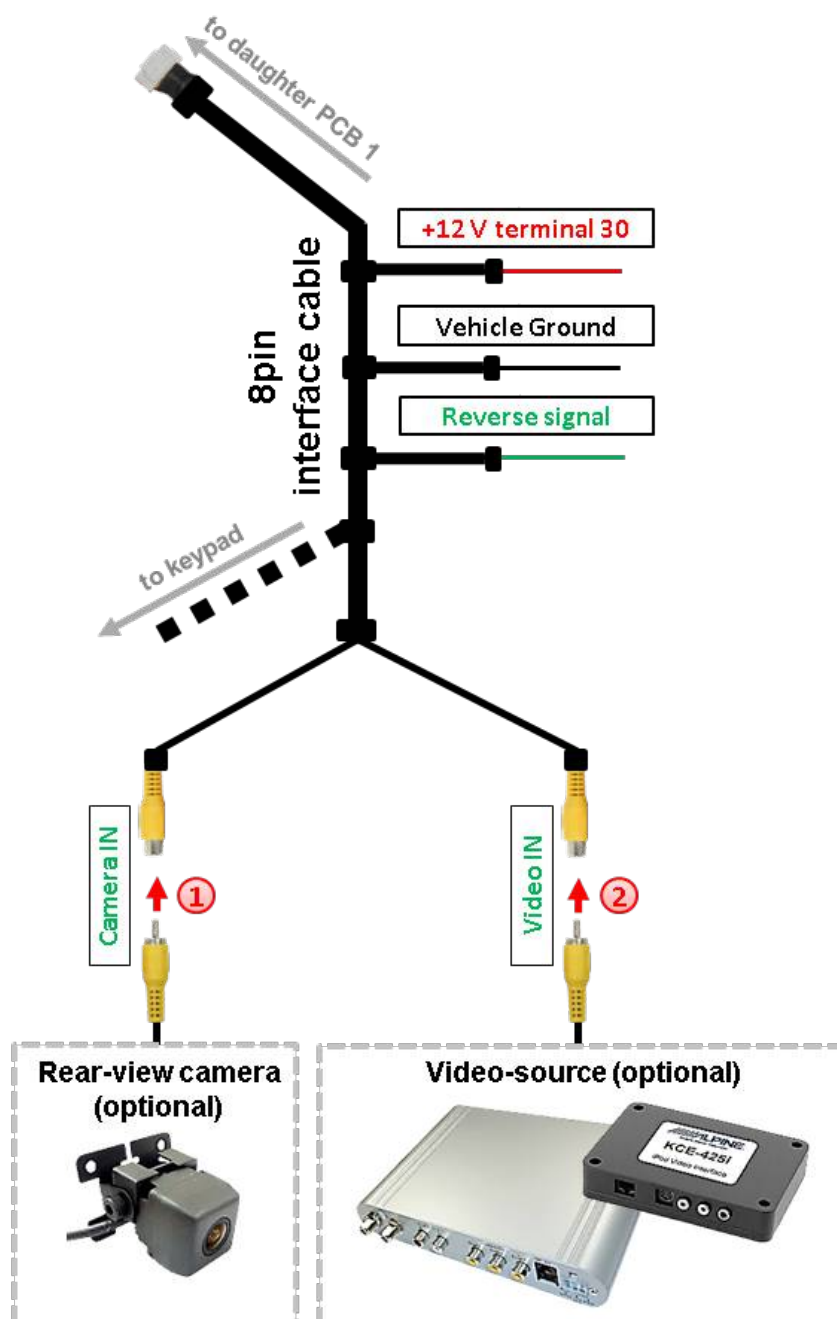 to daughter PCB 1
+12 V terminal 30
8pin
interface cable
Vehicle Ground
Reverse signal
to keypad
Camera IN
1
Video IN
2
Rear-view camera
(optional)
Video-source (optional)
ALPINE
KCE-425i
iPod Video Interface